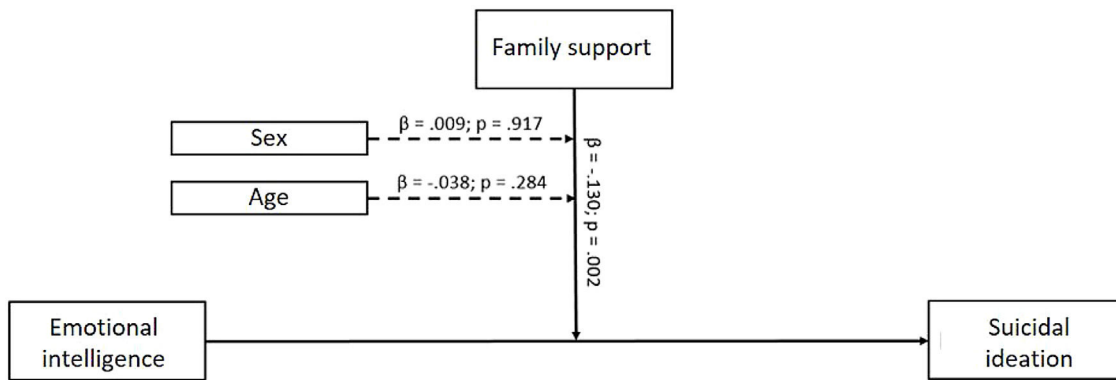 Family support
β = .009; p = .917
Sex
β = -.038; p = .284
Age
β = -.130; p = .002
Emotional
intelligence
Suicidal
ideation